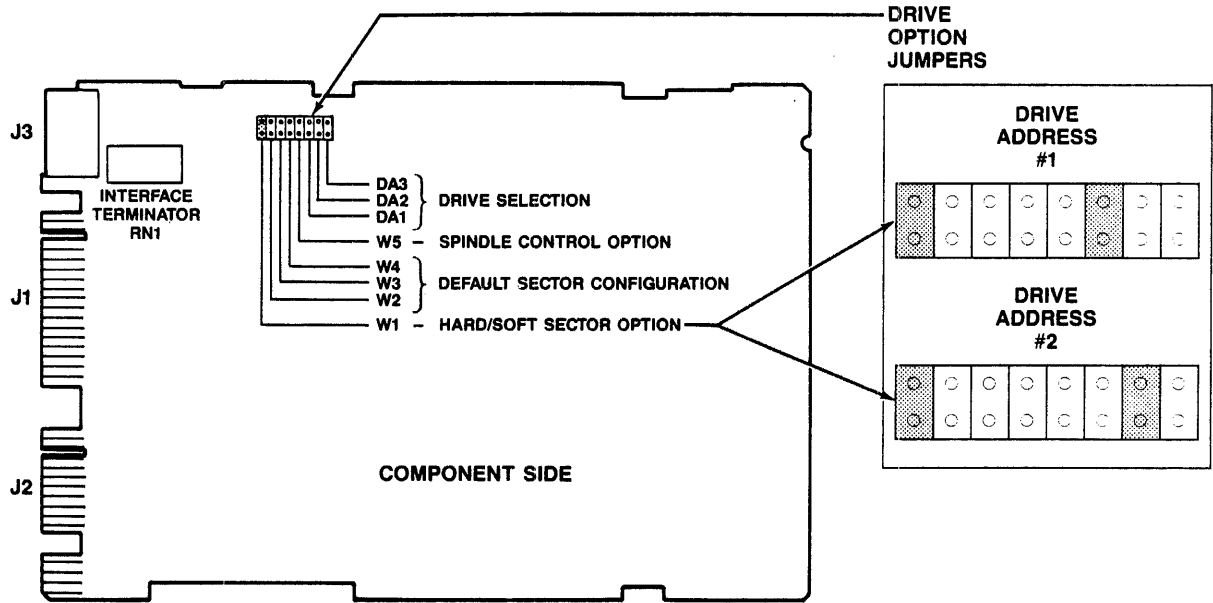 DRIVE
OPTION
JUMPERS
J3
INTERFACE
TERMINATOR
RN1
DA3
DA2
DA1
DRIVE SELECTION
W5 – SPINDLE CONTROL OPTION
J1
W4
W3
W2
DEFAULT SECTOR CONFIGURATION
W1 – HARD/SOFT SECTOR OPTION
J2
COMPONENT SIDE
DRIVE
ADDRESS
#1
DRIVE
ADDRESS
#2